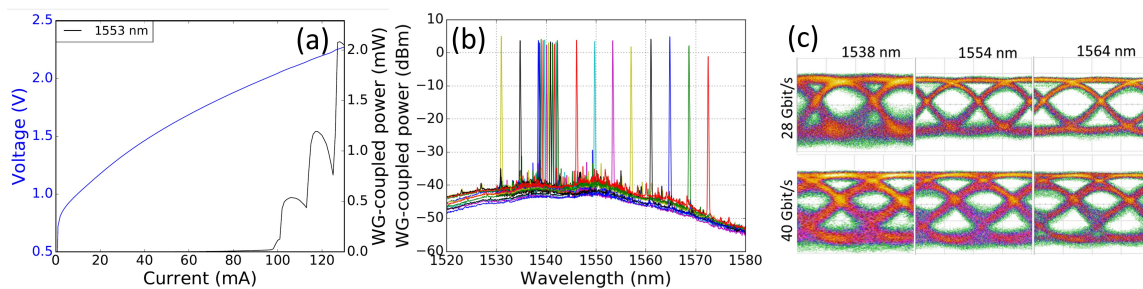 (a)
1553 nm
Voltage (V)
2.5
2.0
1.5
1.0
0.5
0
20
40
60
80
100
120
Current (mA)
2.0
1.5
1.0
0.5
0.0
WG-coupled power (mW)
(b)
WG-coupled power (dBm)
10
0
−10
−20
−30
−40
−50
−60
1520
1530
1540
1550
1560
1570
1580
Wavelength (nm)
(c)
1538 nm
1554 nm
1564 nm
28 Gbit/s
40 Gbit/s